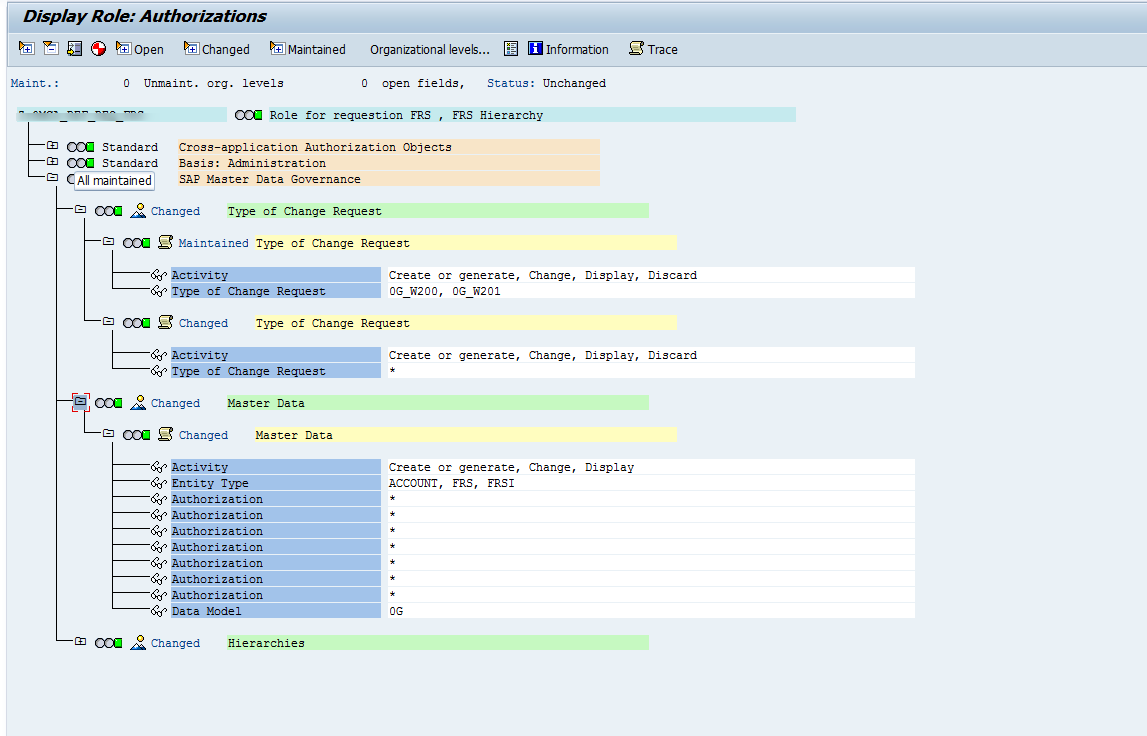 Display Role: Authorizations
Open Changed Maintained Organizational levels... Information Trace
Maint.: 0 Unmaint. org. levels 0 open fields, Status: Unchanged
Role for requestion FRS , FRS Hierarchy
Standard Cross-application Authorization Objects
Standard Basis: Administration
All maintained SAP Master Data Governance
Changed Type of Change Request
Maintained Type of Change Request
Activity Create or generate, Change, Display, Discard
Type of Change Request 0G_W200, 0G_W201
Changed Type of Change Request
Activity Create or generate, Change, Display, Discard
Type of Change Request *
Changed Master Data
Changed Master Data
Activity Create or generate, Change, Display
Entity Type ACCOUNT, FRS, FRSI
Authorization *
Authorization *
Authorization *
Authorization *
Authorization *
Authorization *
Authorization *
Data Model 0G
Changed Hierarchies